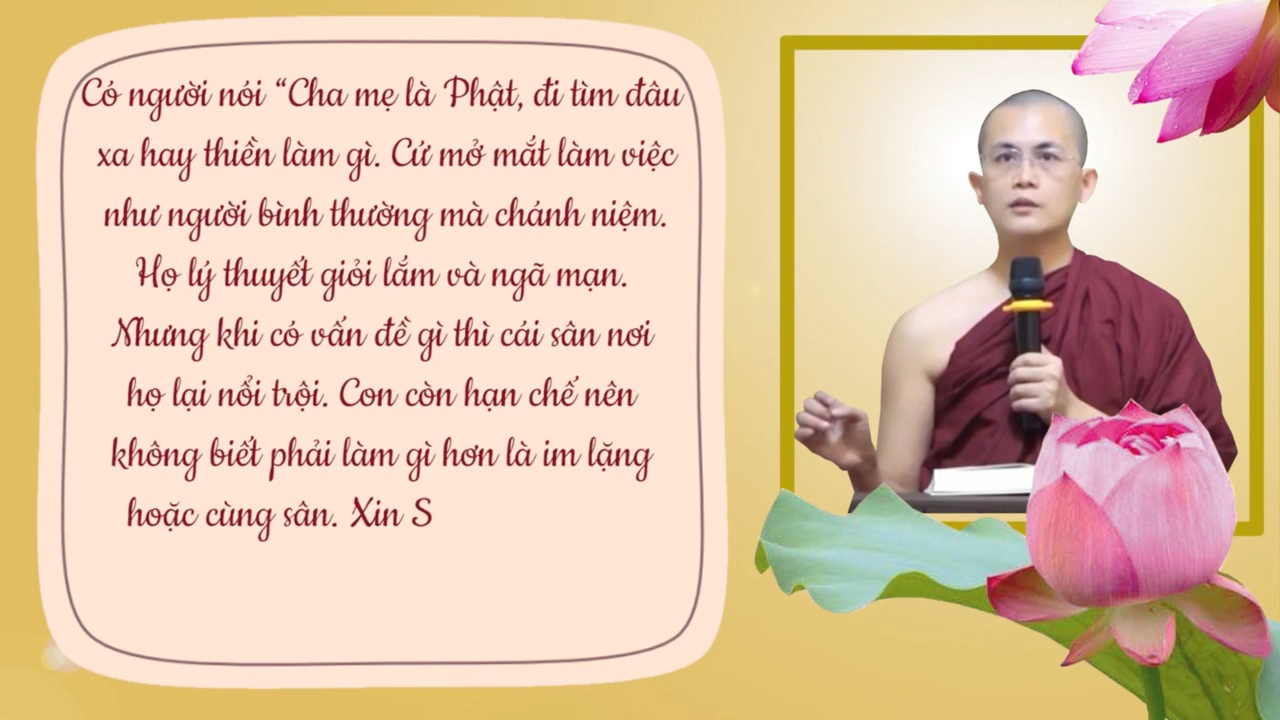 Có người nói “Cha mẹ là Phật, đi tìm đâu
xa hay thiền làm gì. Cứ mở mắt làm việc
như người bình thường mà chánh niệm.
Họ lý thuyết giỏi lắm và ngã mạn.
Nhưng khi có vấn đề gì thì cái sân nơi
họ lại nổi trội. Con còn hạn chế nên
không biết phải làm gì hơn là im lặng
hoặc cùng sân. Xin S